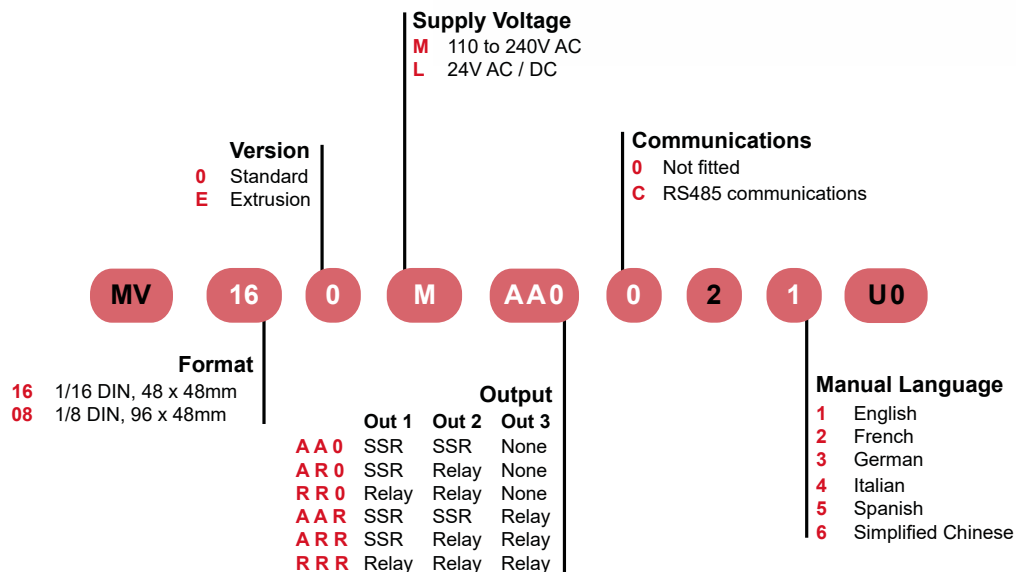 Supply Voltage
M 110 to 240V AC
L 24V AC / DC
Version
0 Standard
E Extrusion
Communications
0 Not fitted
C RS485 communications
MV 16 0 M AA0 0 2 1 U0
Format
16 1/16 DIN, 48 x 48mm
08 1/8 DIN, 96 x 48mm
Output
Out 1 Out 2 Out 3
A A 0 SSR SSR None
A R 0 SSR Relay None
R R 0 Relay Relay None
A A R SSR SSR Relay
A R R SSR Relay Relay
R R R Relay Relay Relay
Manual Language
1 English
2 French
3 German
4 Italian
5 Spanish
6 Simplified Chinese